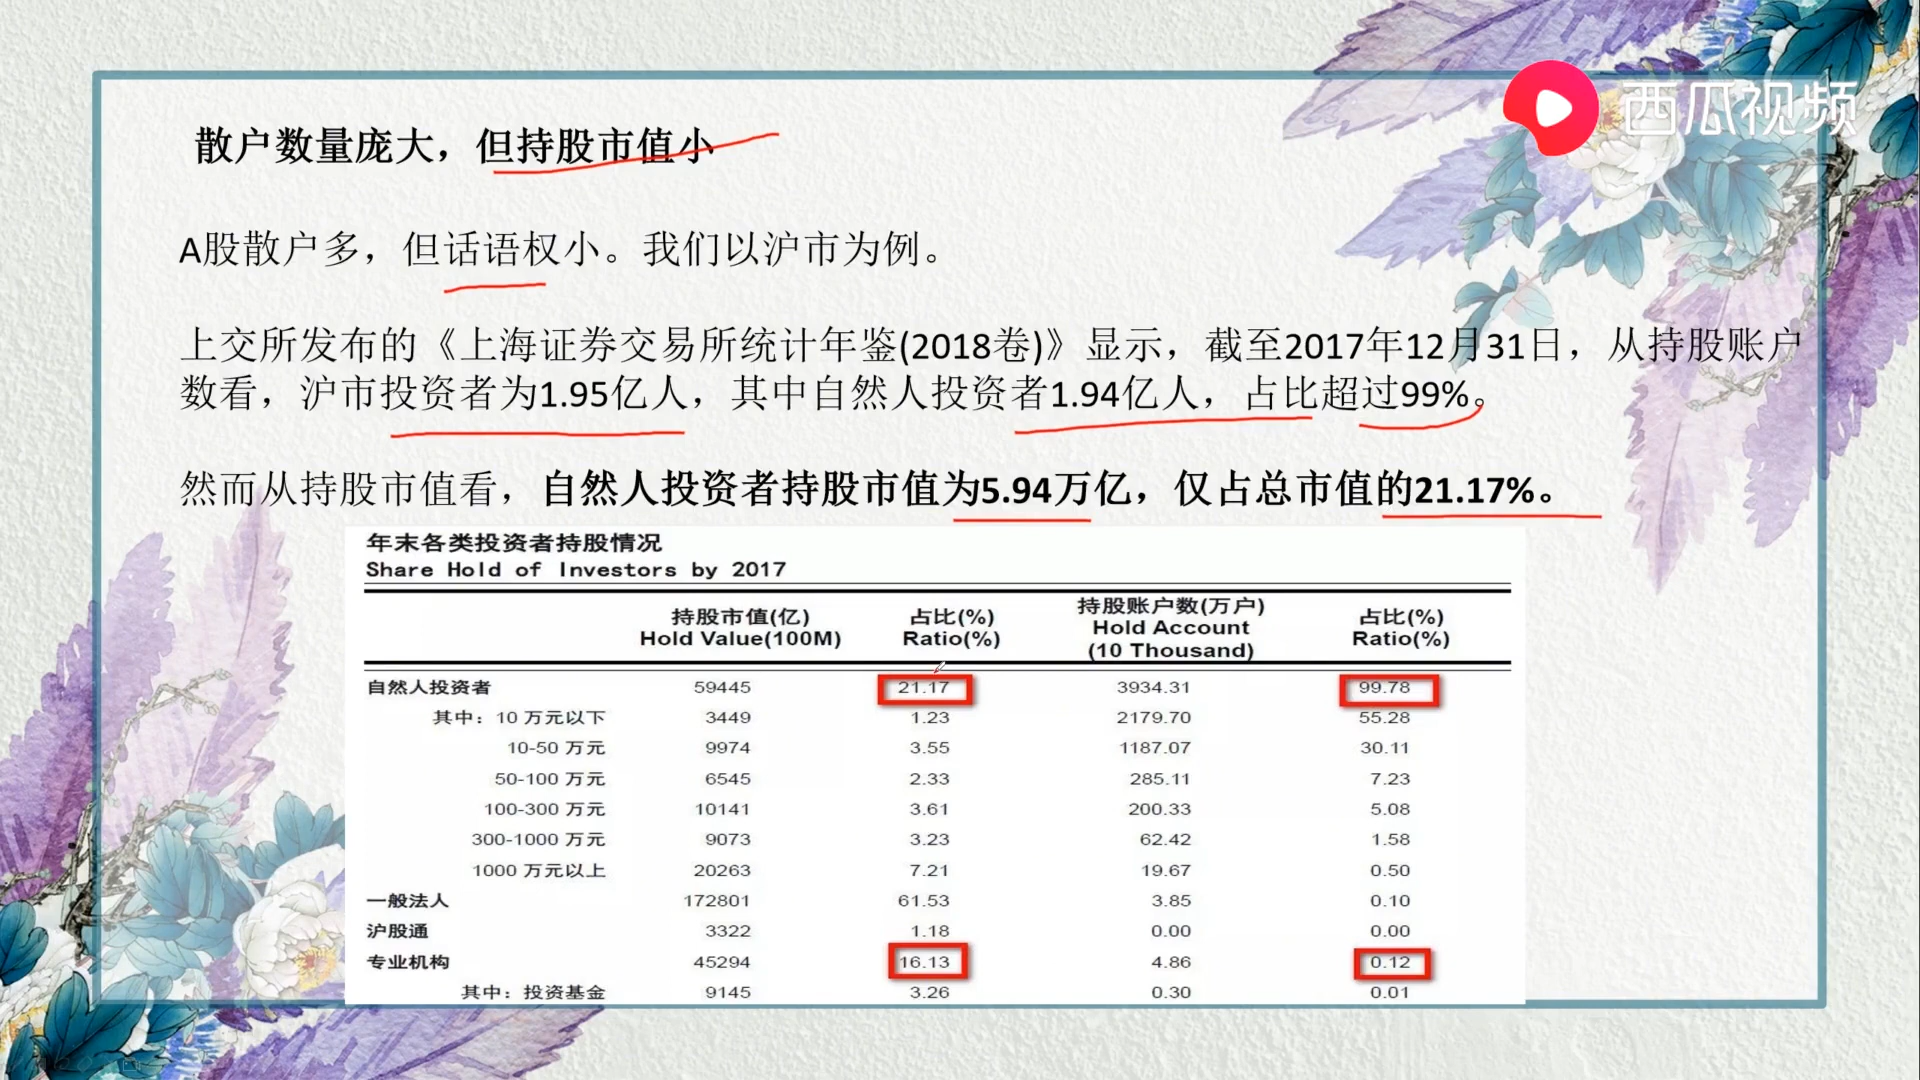 西瓜视频
散户数量庞大，但持股市值小
A股散户多，但话语权小。我们以沪市为例。
上交所发布的《上海证券交易所统计年鉴(2018卷)》显示，截至2017年12月31日，从持股账户
数看，沪市投资者为1.95亿人，其中自然人投资者1.94亿人，占比超过99%。
然而从持股市值看，自然人投资者持股市值为5.94万亿，仅占总市值的21.17%。
年末各类投资者持股情况
Share Hold of Investors by 2017
持股市值(亿) 占比(%) 持股账户数(万户) 占比(%)
Hold Value(100M) Ratio(%) Hold Account (10 Thousand) Ratio(%)
自然人投资者 59445 21.17 3934.31 99.78
其中：10 万元以下 3449 1.23 2179.70 55.28
10-50 万元 9974 3.55 1187.07 30.11
50-100 万元 6545 2.33 285.11 7.23
100-300 万元 10141 3.61 200.33 5.08
300-1000 万元 9073 3.23 62.42 1.58
1000 万元以上 20263 7.21 19.67 0.50
一般法人 172801 61.53 3.85 0.10
沪股通 3322 1.18 0.00 0.00
专业机构 45294 16.13 4.86 0.12
其中：投资基金 9145 3.26 0.30 0.01